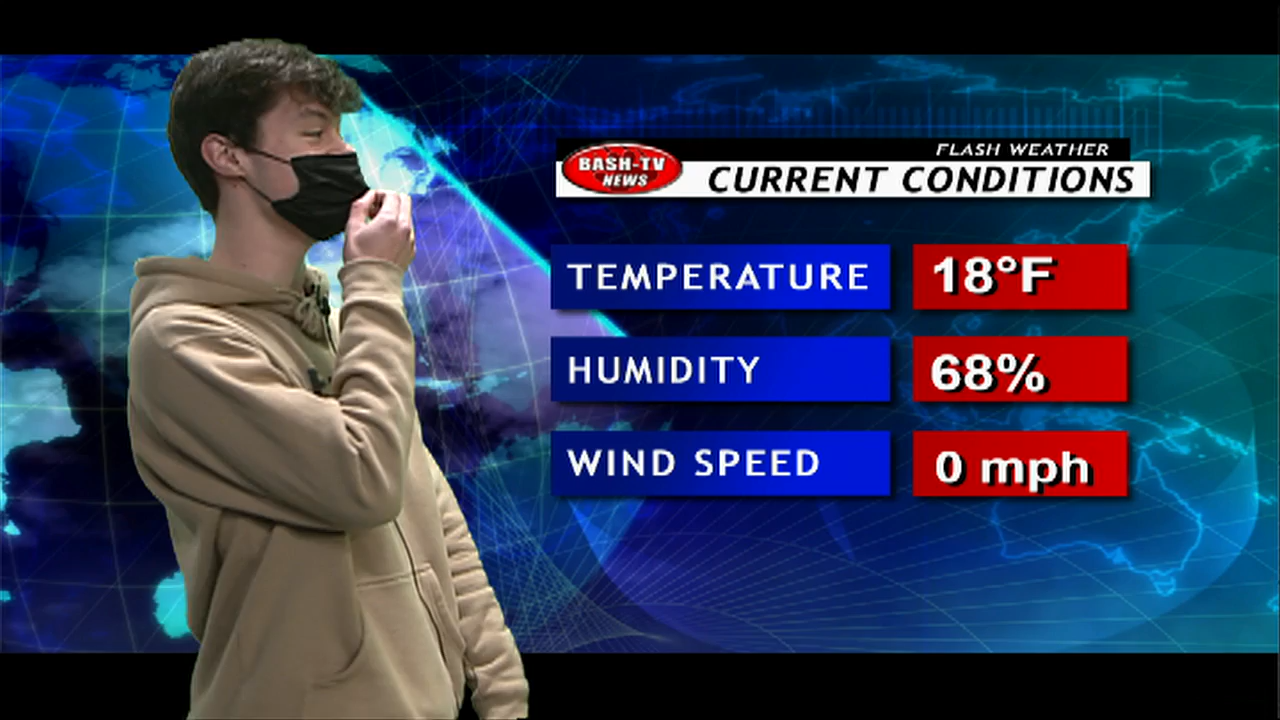 FLASH WEATHER
BASH-TV
NEWS
CURRENT CONDITIONS
TEMPERATURE
18°F
HUMIDITY
68%
WIND SPEED
0 mph